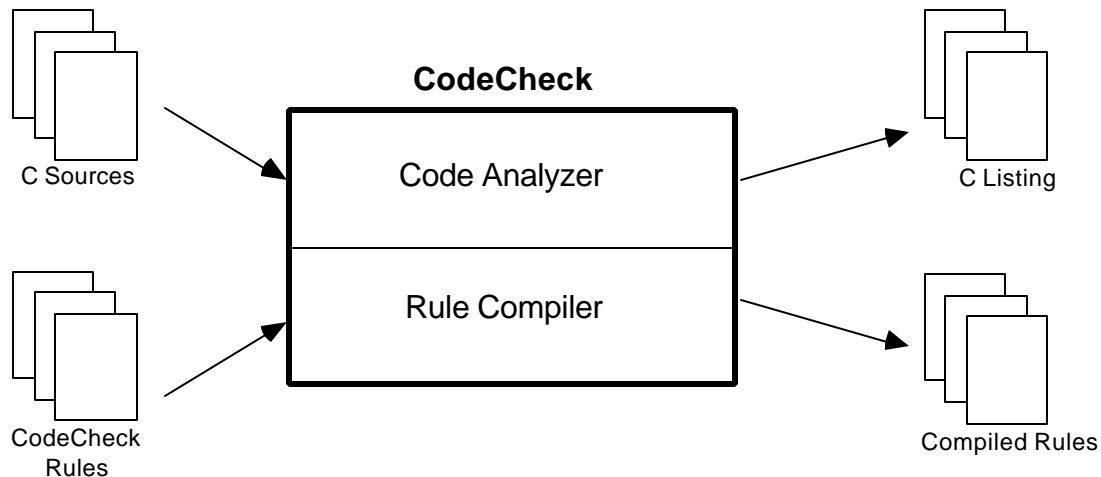 CodeCheck
C Sources
Code Analyzer
C Listing
Rule Compiler
CodeCheck
Rules
Compiled Rules